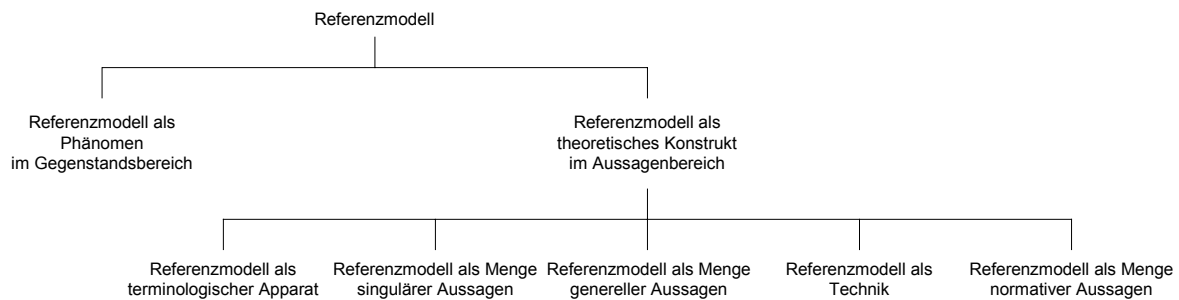 Referenzmodell
Referenzmodell als
Phänomen
im Gegenstandsbereich
Referenzmodell als
theoretisches Konstrukt
im Aussagenbereich
Referenzmodell als
terminologischer Apparat
Referenzmodell als Menge
singulärer Aussagen
Referenzmodell als Menge
genereller Aussagen
Referenzmodell als
Technik
Referenzmodell als Menge
normativer Aussagen